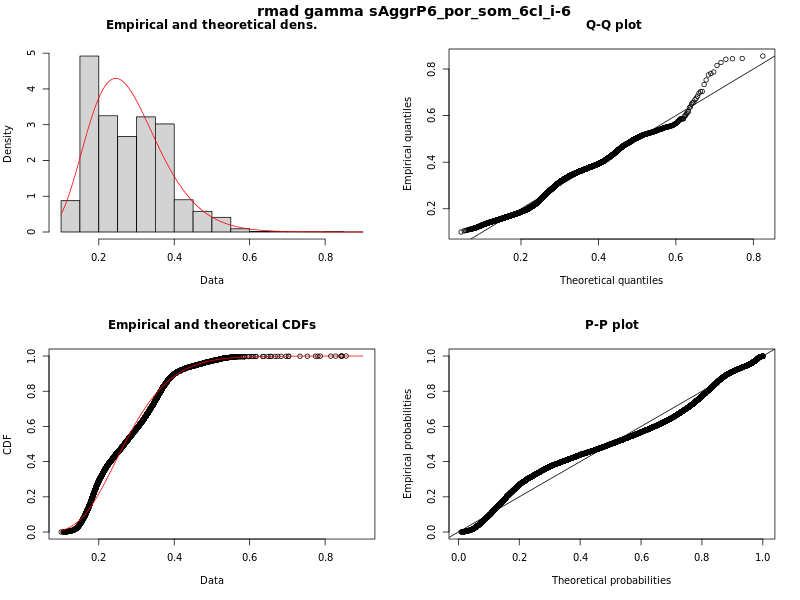 rmad gamma sAggrP6_por_som_6cl_i-6
Empirical and theoretical dens.
Density
0 1 2 3 4 5
0.2 0.4 0.6 0.8
Data
Q-Q plot
Empirical quantiles
0.2 0.4 0.6 0.8
0.2 0.4 0.6 0.8
Theoretical quantiles
Empirical and theoretical CDFs
CDF
0.0 0.2 0.4 0.6 0.8 1.0
0.2 0.4 0.6 0.8
Data
P-P plot
Empirical probabilities
0.0 0.2 0.4 0.6 0.8 1.0
0.0 0.2 0.4 0.6 0.8 1.0
Theoretical probabilities